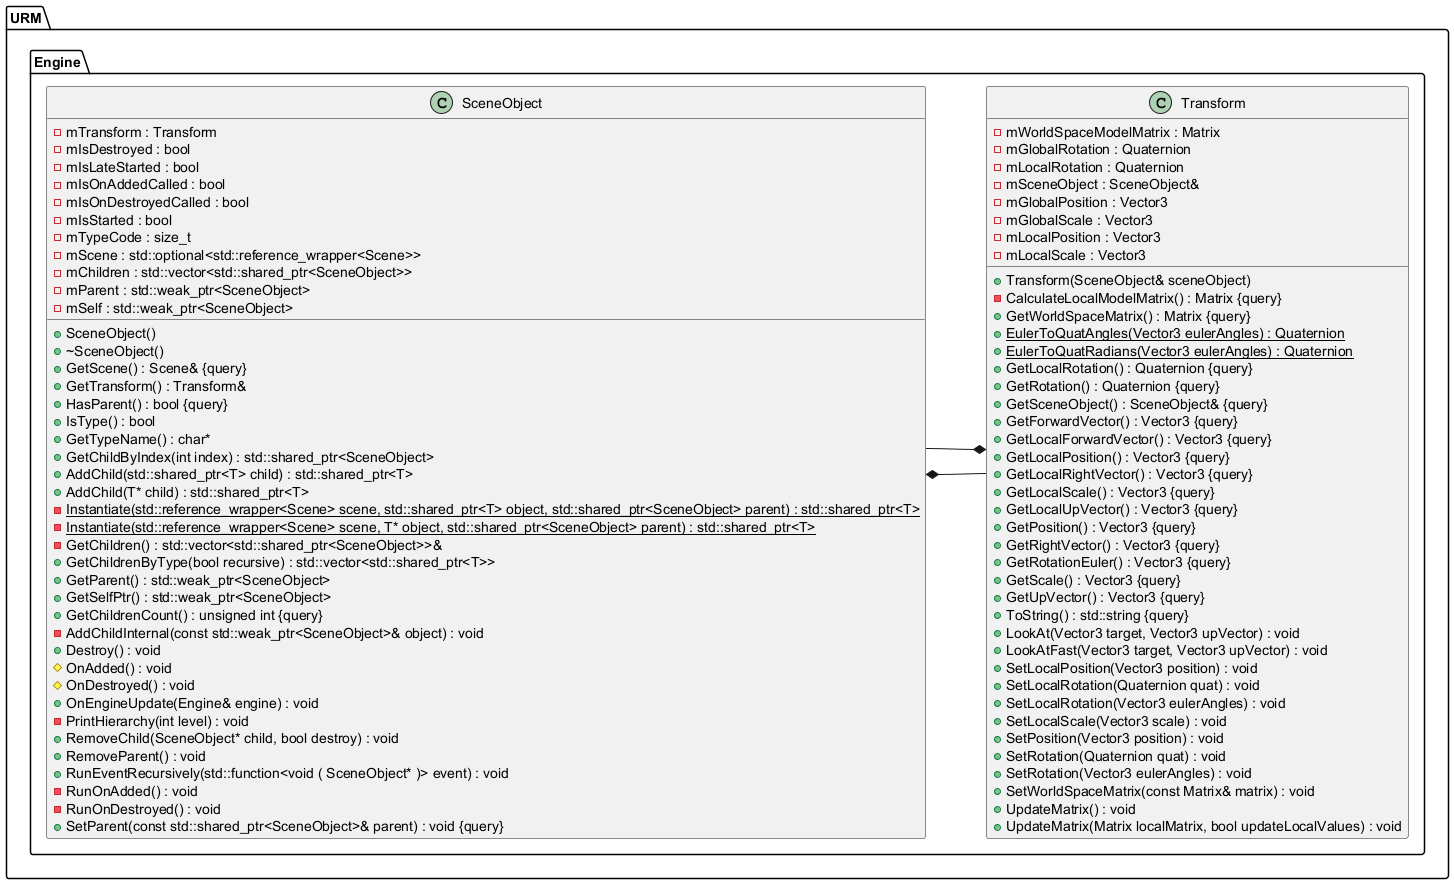 URM
Engine
C SceneObject
mTransform : Transform
mIsDestroyed : bool
mIsLateStarted : bool
mIsOnAddedCalled : bool
mIsOnDestroyedCalled : bool
mIsStarted : bool
mTypeCode : size_t
mScene : std::optional<std::reference_wrapper<Scene>>
mChildren : std::vector<std::shared_ptr<SceneObject>>
mParent : std::weak_ptr<SceneObject>
mSelf : std::weak_ptr<SceneObject>
SceneObject()
~SceneObject()
GetScene() : Scene& {query}
GetTransform() : Transform&
HasParent() : bool {query}
IsType() : bool
GetTypeName() : char*
GetChildByIndex(int index) : std::shared_ptr<SceneObject>
AddChild(std::shared_ptr<T> child) : std::shared_ptr<T>
AddChild(T* child) : std::shared_ptr<T>
Instantiate(std::reference_wrapper<Scene> scene, std::shared_ptr<T> object, std::shared_ptr<SceneObject> parent) : std::shared_ptr<T>
Instantiate(std::reference_wrapper<Scene> scene, T* object, std::shared_ptr<SceneObject> parent) : std::shared_ptr<T>
GetChildren() : std::vector<std::shared_ptr<SceneObject>>&
GetChildrenByType(bool recursive) : std::vector<std::shared_ptr<T>>
GetParent() : std::weak_ptr<SceneObject>
GetSelfPtr() : std::weak_ptr<SceneObject>
GetChildrenCount() : unsigned int {query}
AddChildInternal(const std::weak_ptr<SceneObject>& object) : void
Destroy() : void
OnAdded() : void
OnDestroyed() : void
OnEngineUpdate(Engine& engine) : void
PrintHierarchy(int level) : void
RemoveChild(SceneObject* child, bool destroy) : void
RemoveParent() : void
RunEventRecursively(std::function<void ( SceneObject* )> event) : void
RunOnAdded() : void
RunOnDestroyed() : void
SetParent(const std::shared_ptr<SceneObject>& parent) : void {query}
C Transform
mWorldSpaceModelMatrix : Matrix
mGlobalRotation : Quaternion
mLocalRotation : Quaternion
mSceneObject : SceneObject&
mGlobalPosition : Vector3
mGlobalScale : Vector3
mLocalPosition : Vector3
mLocalScale : Vector3
Transform(SceneObject& sceneObject)
CalculateLocalModelMatrix() : Matrix {query}
GetWorldSpaceMatrix() : Matrix {query}
EulerToQuatAngles(Vector3 eulerAngles) : Quaternion
EulerToQuatRadians(Vector3 eulerAngles) : Quaternion
GetLocalRotation() : Quaternion {query}
GetRotation() : Quaternion {query}
GetSceneObject() : SceneObject& {query}
GetForwardVector() : Vector3 {query}
GetLocalForwardVector() : Vector3 {query}
GetLocalPosition() : Vector3 {query}
GetLocalRightVector() : Vector3 {query}
GetLocalScale() : Vector3 {query}
GetLocalUpVector() : Vector3 {query}
GetPosition() : Vector3 {query}
GetRightVector() : Vector3 {query}
GetRotationEuler() : Vector3 {query}
GetScale() : Vector3 {query}
GetUpVector() : Vector3 {query}
ToString() : std::string {query}
LookAt(Vector3 target, Vector3 upVector) : void
LookAtFast(Vector3 target, Vector3 upVector) : void
SetLocalPosition(Vector3 position) : void
SetLocalRotation(Quaternion quat) : void
SetLocalRotation(Vector3 eulerAngles) : void
SetLocalScale(Vector3 scale) : void
SetPosition(Vector3 position) : void
SetRotation(Quaternion quat) : void
SetRotation(Vector3 eulerAngles) : void
SetWorldSpaceMatrix(const Matrix& matrix) : void
UpdateMatrix() : void
UpdateMatrix(Matrix localMatrix, bool updateLocalValues) : void